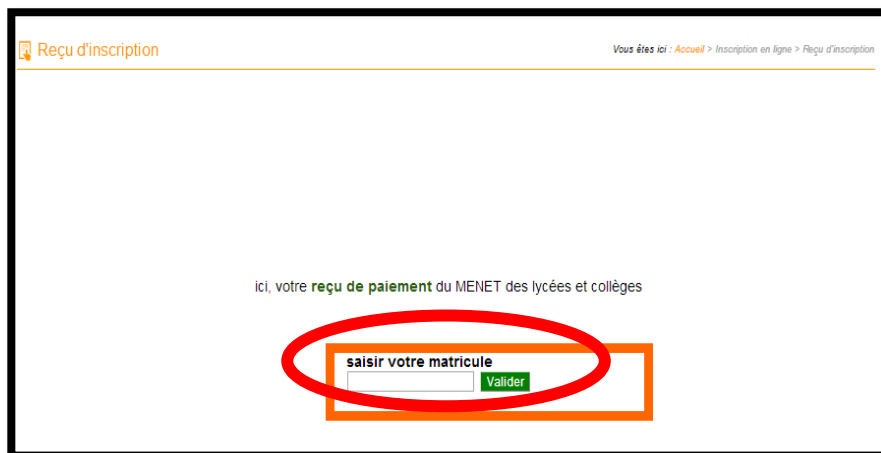 Reçu d'inscription
Vous êtes ici : Accueil > Inscription en ligne > Reçu d'inscription
ici, votre reçu de paiement du MENET des lycées et collèges
saisir votre matricule
Valider